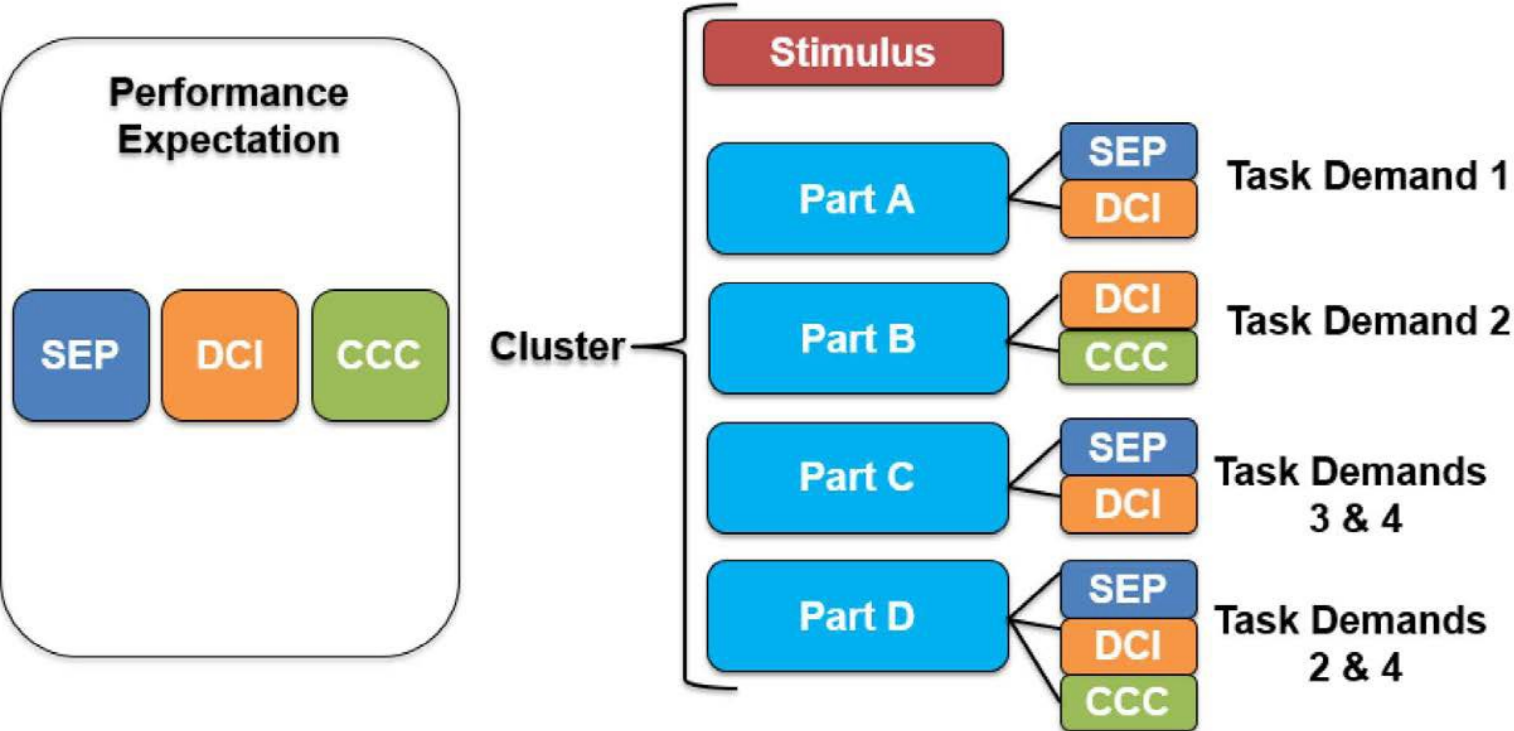 Performance
Expectation
SEP
DCI
CCC
Cluster
Stimulus
Part A
SEP
DCI
Task Demand 1
Part B
DCI
CCC
Task Demand 2
Part C
SEP
DCI
Task Demands
3 & 4
Part D
SEP
DCI
CCC
Task Demands
2 & 4